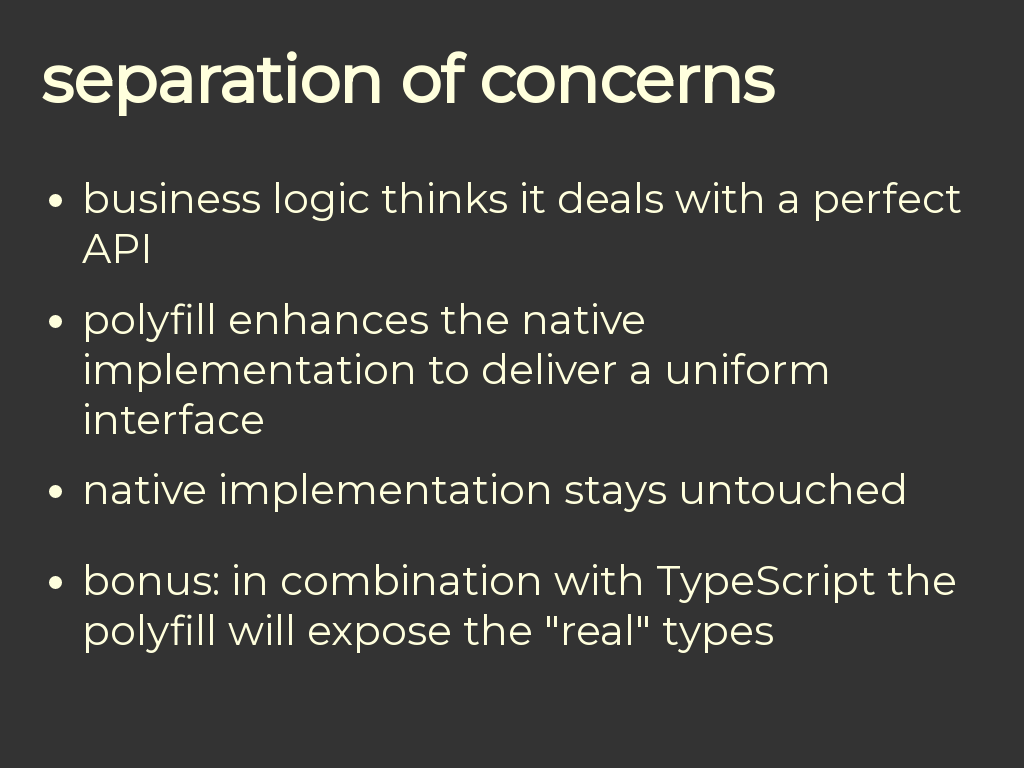 separation of concerns
• business logic thinks it deals with a perfect
API
• polyfill enhances the native
implementation to deliver a uniform
interface
• native implementation stays untouched
• bonus: in combination with TypeScript the
polyfill will expose the "real" types